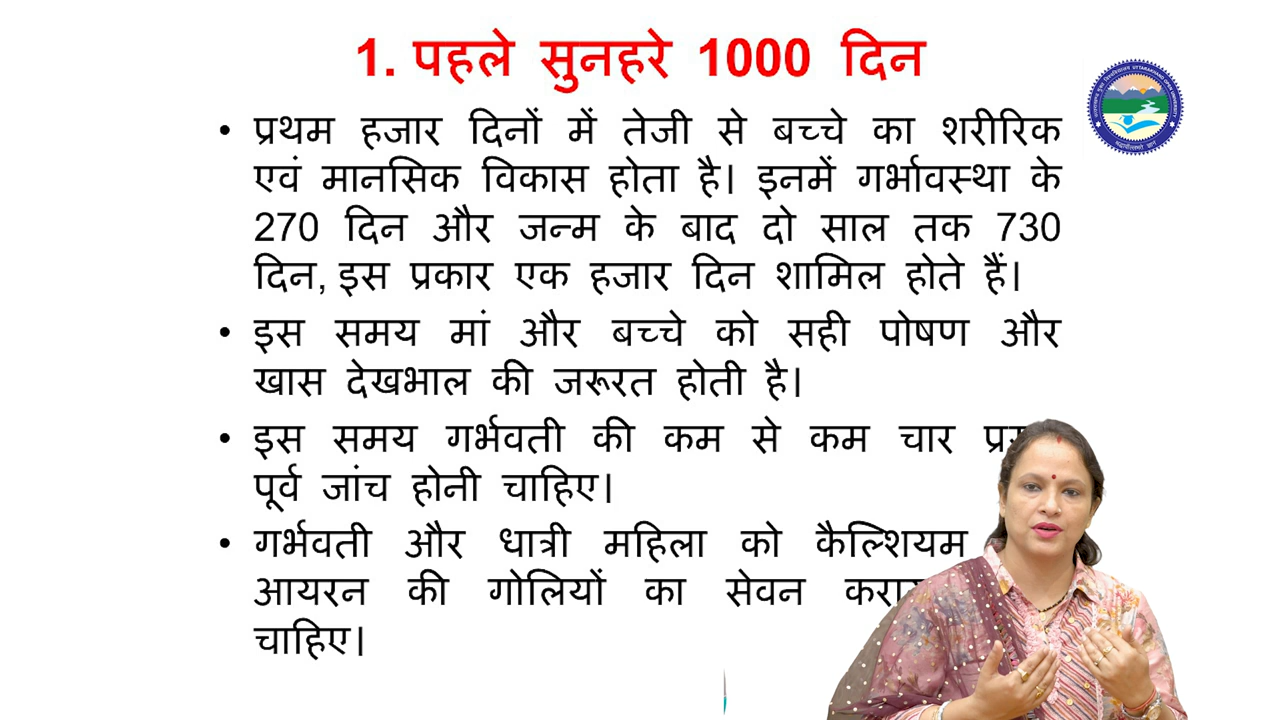 1. पहले सुनहरे 1000 दिन
• प्रथम हजार दिनों में तेजी से बच्चे का शरीरिक
एवं मानसिक विकास होता है। इनमें गर्भावस्था के
270 दिन और जन्म के बाद दो साल तक 730
दिन, इस प्रकार एक हजार दिन शामिल होते हैं।
• इस समय मां और बच्चे को सही पोषण और
खास देखभाल की जरूरत होती है।
• इस समय गर्भवती की कम से कम चार
पूर्व जांच होनी चाहिए।
• गर्भवती और धात्री महिला को कैल्शियम
आयरन की गोलियों का सेवन
चाहिए।